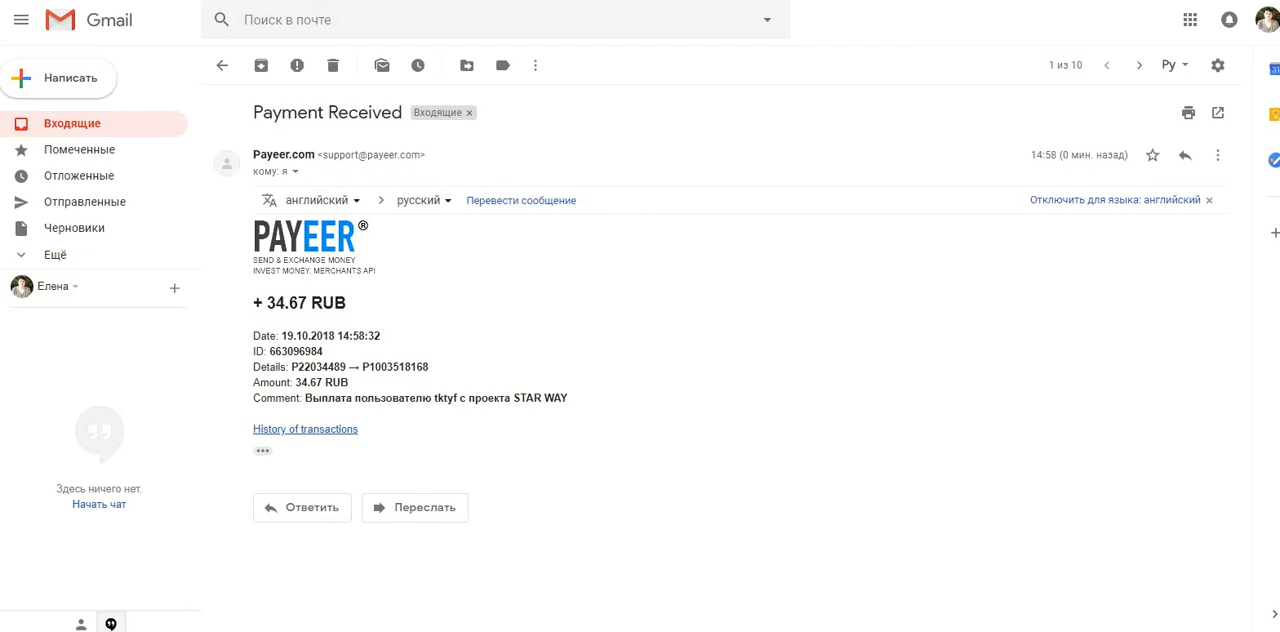 Gmail
Поиск в почте
Написать
1 из 10
Ру
Входящие
Помеченные
Отложенные
Отправленные
Черновики
Ещё
Елена
Здесь ничего нет.
Начать чат
Payment Received Входящие ×
Payeer.com <support@payeer.com>
14:58 (0 мин. назад)
кому: я
английский > русский Перевести сообщение
Отключить для языка: английский ×
PAYEER®
SEND & EXCHANGE MONEY
INVEST MONEY, MERCHANTS API
+ 34.67 RUB
Date: 19.10.2018 14:58:32
ID: 663096984
Details: P22034489 → P1003518168
Amount: 34.67 RUB
Comment: Выплата пользователю tktyf с проекта STAR WAY
History of transactions
Ответить
Переслать
31